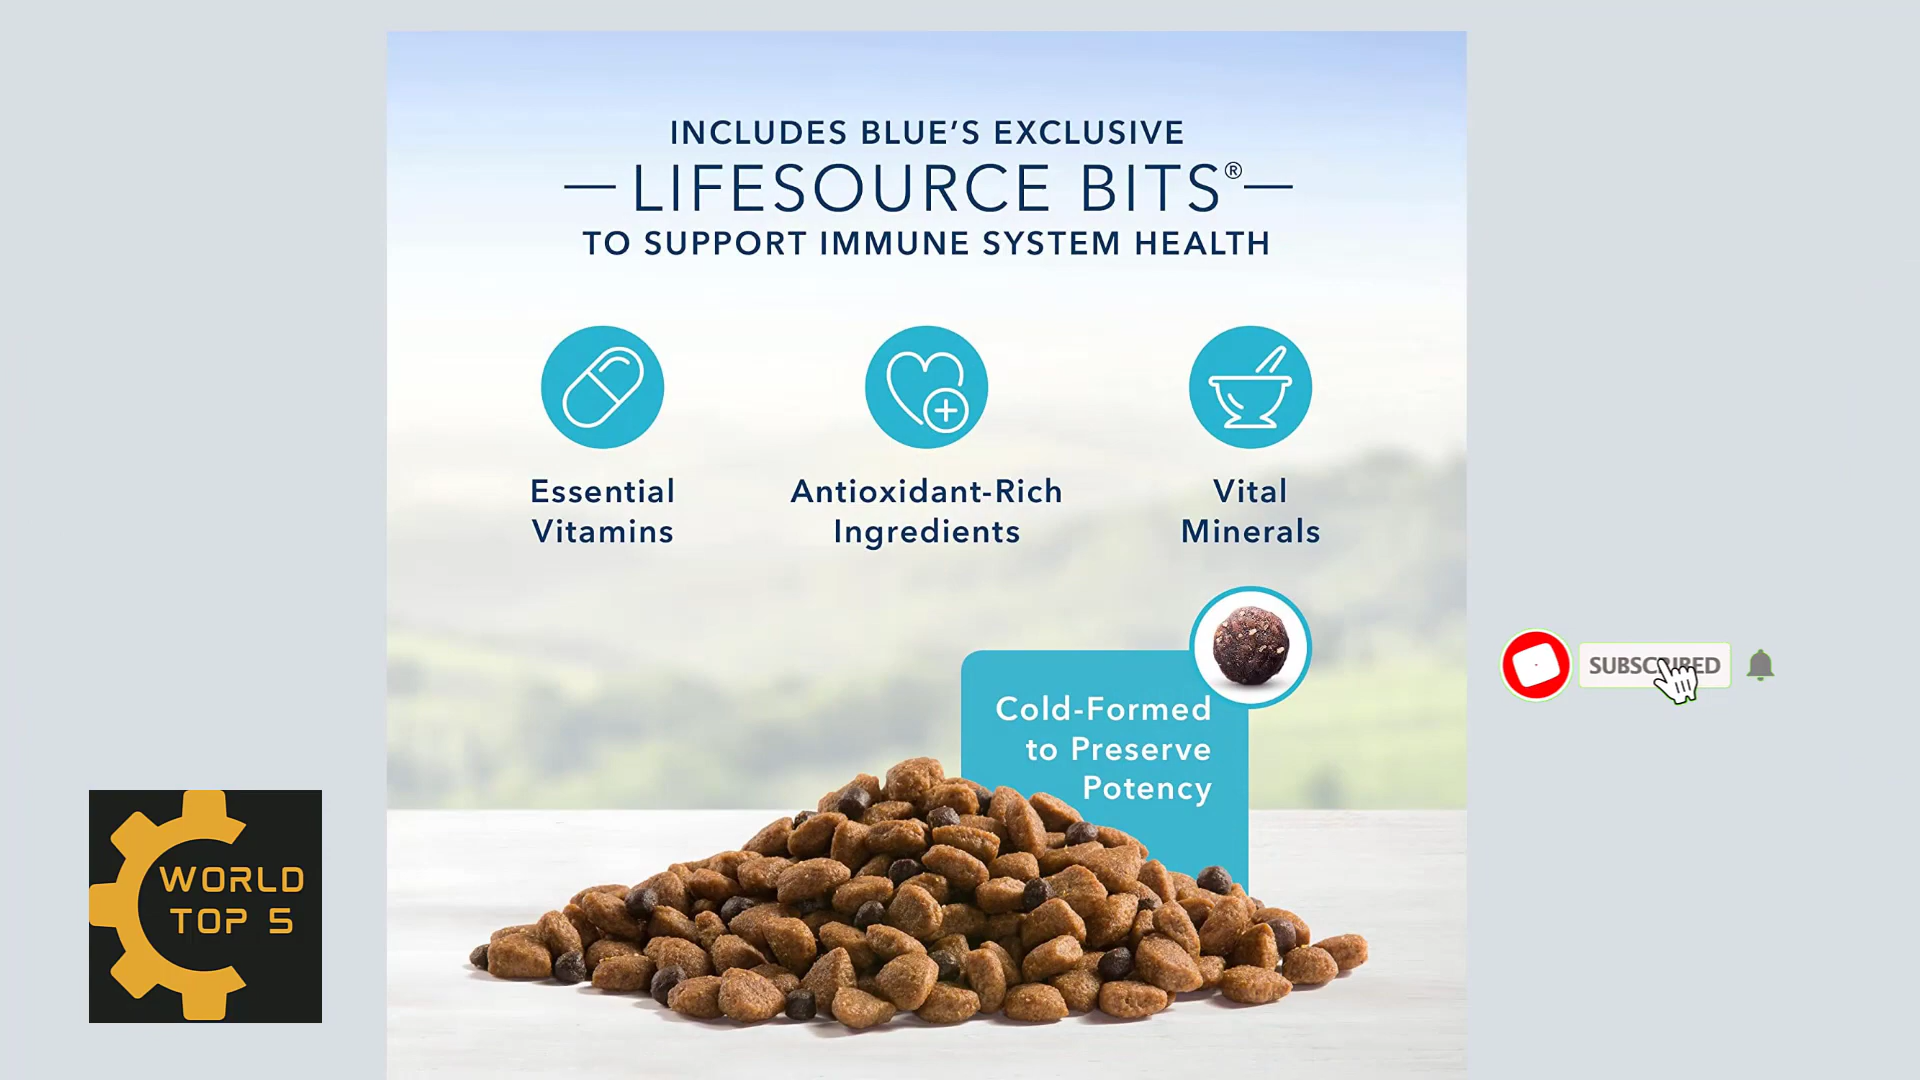 INCLUDES BLUE'S EXCLUSIVE
LIFESOURCE BITS®
TO SUPPORT IMMUNE SYSTEM HEALTH
Essential
Vitamins
Antioxidant-Rich
Ingredients
Vital
Minerals
Cold-Formed
to Preserve
Potency
SUBSCRIBED
WORLD
TOP 5